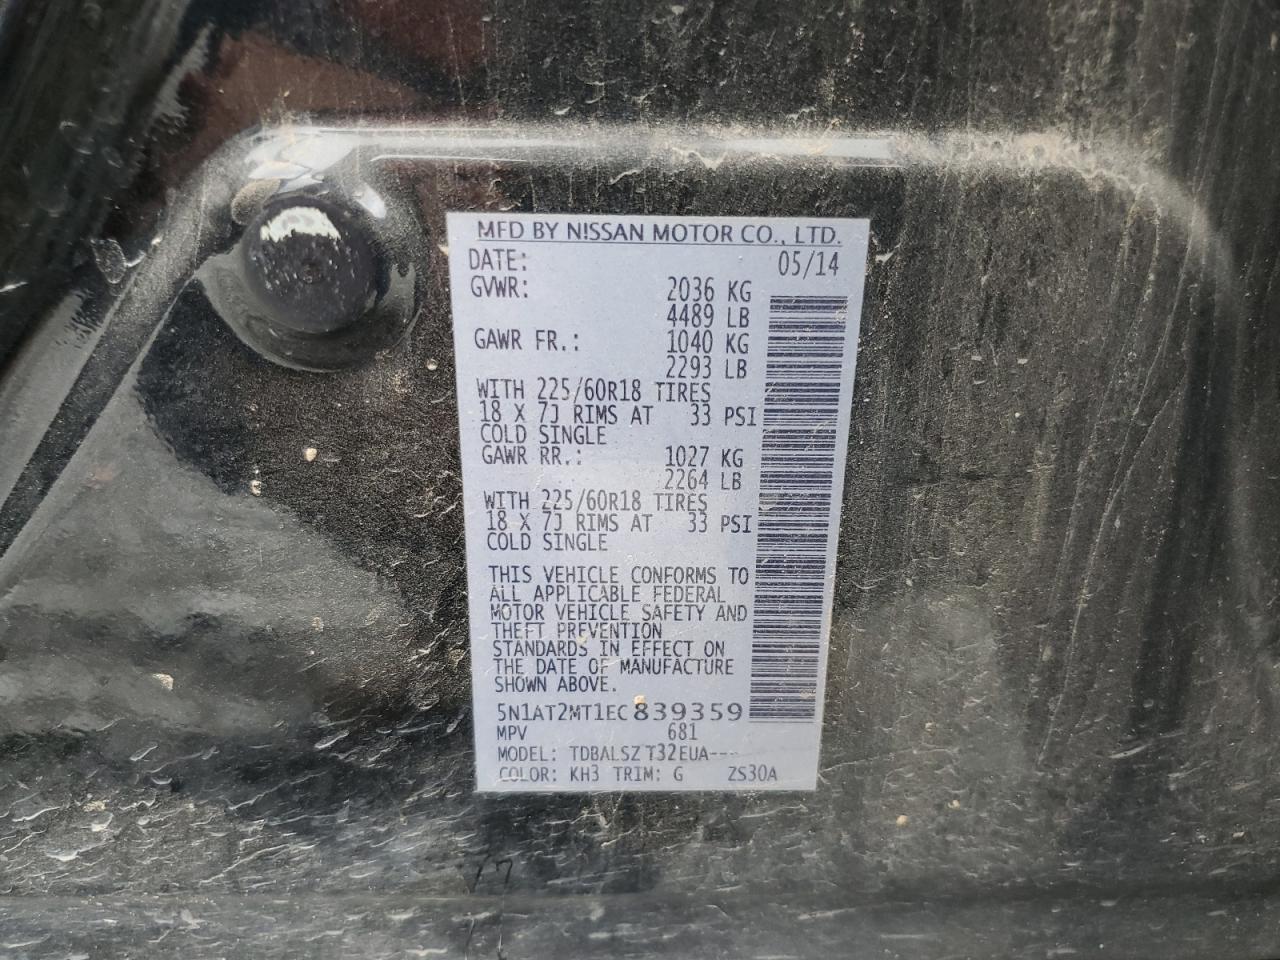 MFD BY NISSAN MOTOR CO., LTD.
DATE: 05/14
GVWR: 2036 KG
4489 LB
GAWR FR.: 1040 KG
2293 LB
WITH 225/60R18 TIRES
18 X 7J RIMS AT 33 PSI
COLD SINGLE
GAWR RR.: 1027 KG
2264 LB
WITH 225/60R18 TIRES
18 X 7J RIMS AT 33 PSI
COLD SINGLE
THIS VEHICLE CONFORMS TO
ALL APPLICABLE FEDERAL
MOTOR VEHICLE SAFETY AND
THEFT PREVENTION
STANDARDS IN EFFECT ON
THE DATE OF MANUFACTURE
SHOWN ABOVE.
5N1AT2MT1EC839359
MPV 681
MODEL: TDBALSZ T32EUA---
COLOR: KH3 TRIM: G ZS30A